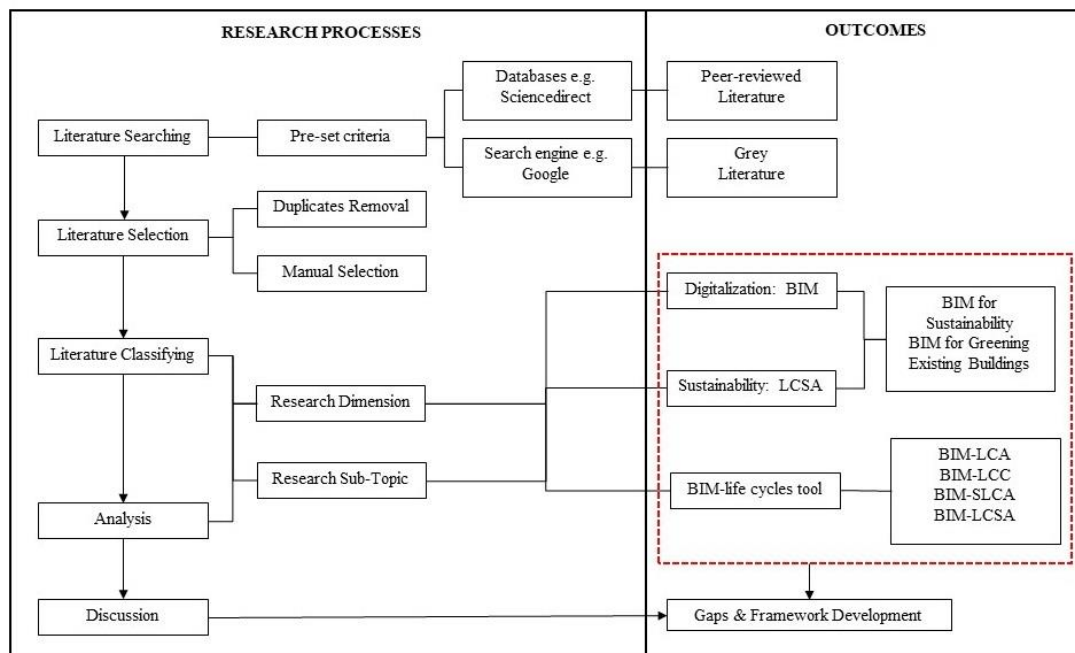 RESEARCH PROCESSES
OUTCOMES
Databases e.g.
Sciencedirect
Peer-reviewed
Literature
Literature Searching
Pre-set criteria
Search engine e.g.
Google
Grey
Literature
Duplicates Removal
Literature Selection
Manual Selection
Digitalization: BIM
BIM for
Sustainability
BIM for Greening
Existing Buildings
Literature Classifying
Research Dimension
Sustainability: LCSA
Research Sub-Topic
BIM-life cycles tool
BIM-LCA
BIM-LCC
BIM-SLCA
BIM-LCSA
Analysis
Discussion
Gaps & Framework Development